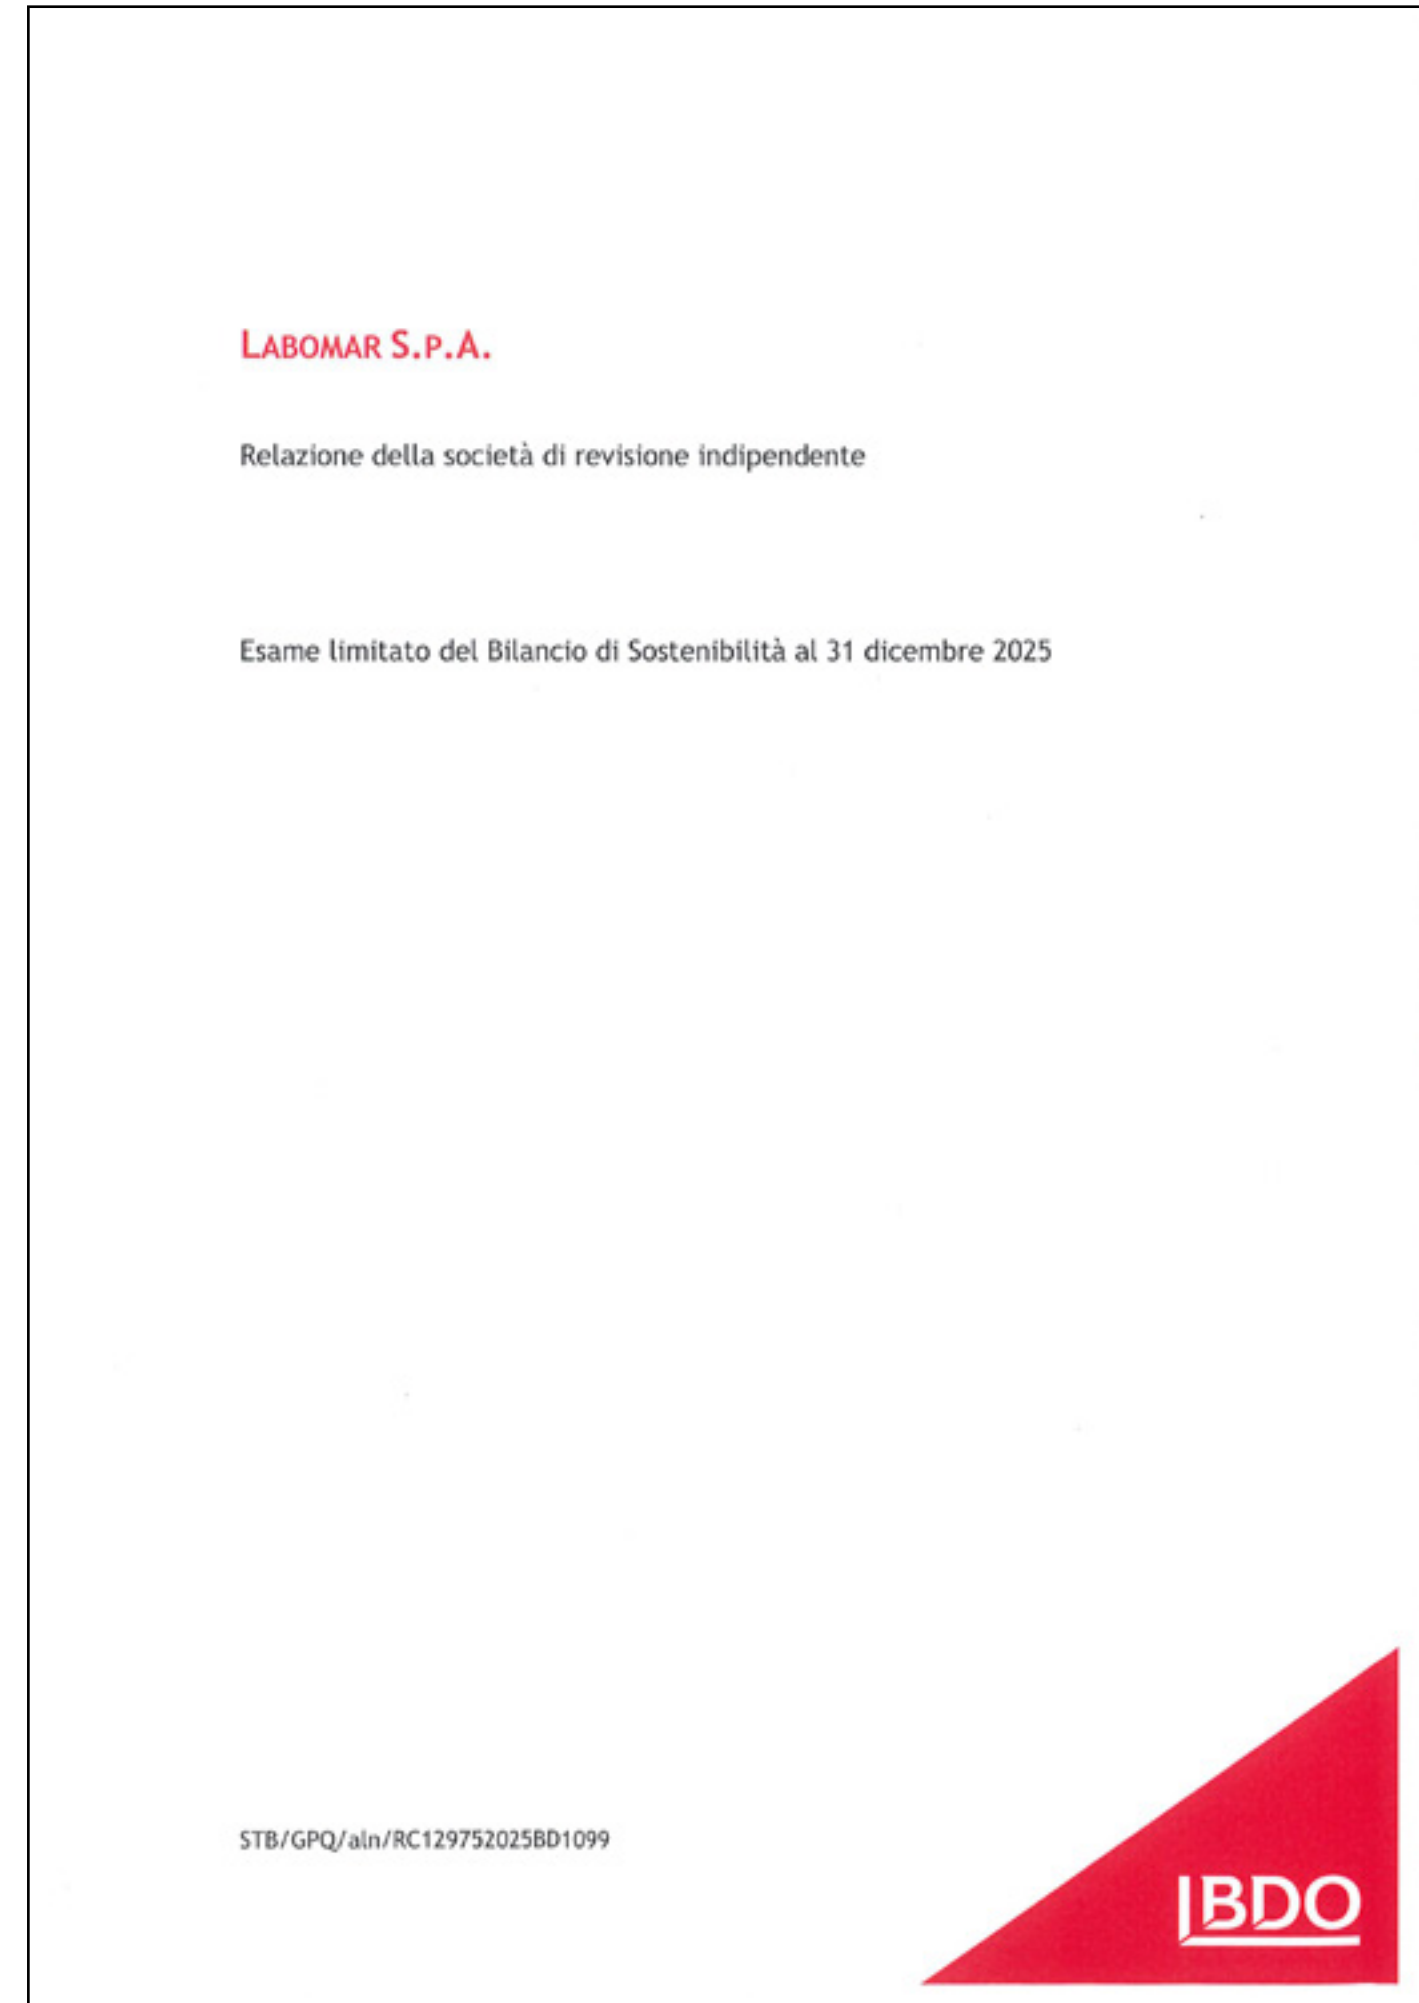 LABOMAR S.P.A.
Relazione della società di revisione indipendente
Esame limitato del Bilancio di Sostenibilità al 31 dicembre 2025
STB/GPQ/aln/RC129752025BD1099
BDO